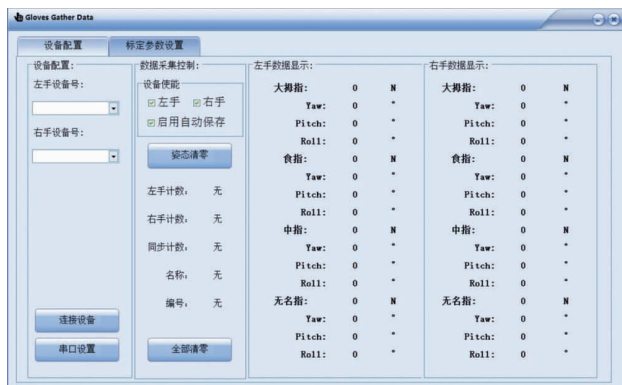 Gloves Gather Data
设备配置 标定参数设置
设备配置:
左手设备号:
右手设备号:
连接设备
串口设置
数据采集控制:
设备使能
左手 右手
启用自动保存
姿态清零
左手计数: 无
右手计数: 无
同步计数: 无
名称: 无
编号: 无
全部清零
左手数据显示:
大拇指: 0 N
Yaw: 0 °
Pitch: 0 °
Roll: 0 °
食指: 0 N
Yaw: 0 °
Pitch: 0 °
Roll: 0 °
中指: 0 N
Yaw: 0 °
Pitch: 0 °
Roll: 0 °
无名指: 0 N
Yaw: 0 °
Pitch: 0 °
Roll: 0 °
右手数据显示:
大拇指: 0 N
Yaw: 0 °
Pitch: 0 °
Roll: 0 °
食指: 0 N
Yaw: 0 °
Pitch: 0 °
Roll: 0 °
中指: 0 N
Yaw: 0 °
Pitch: 0 °
Roll: 0 °
无名指: 0 N
Yaw: 0 °
Pitch: 0 °
Roll: 0 °